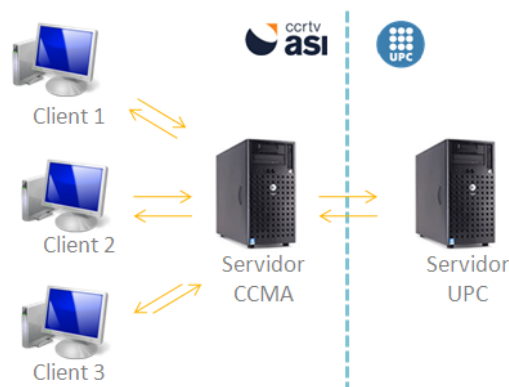 ccrtv
asi
UPC
Client 1
Client 2
Servidor
CCMA
Servidor
UPC
Client 3